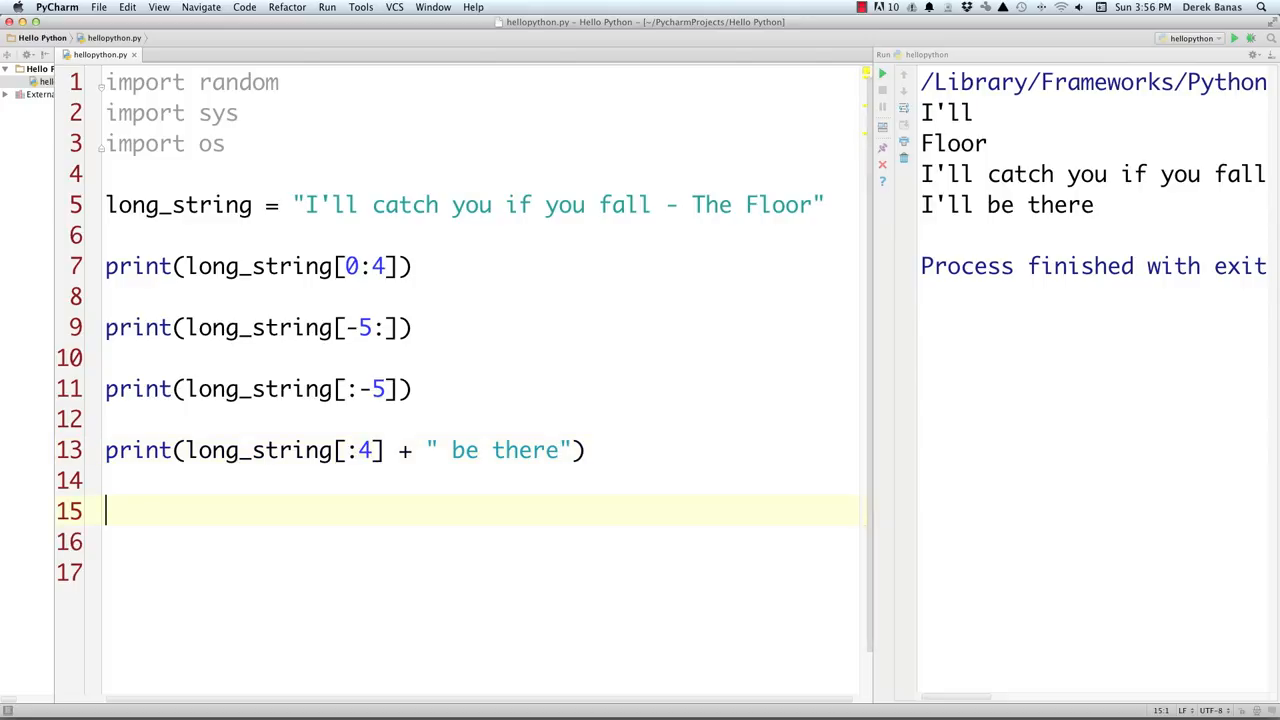 PyCharm File Edit View Navigate Code Refactor Run Tools VCS Window Help 10 Sun 3:56 PM Derek Banas
hellopython.py – Hello Python – [~/PycharmProjects/Hello Python]
Hello Python hellopython.py hellopython
hellopython.py
Run hellopython
Hello P
hell
Externa
1 import random
2 import sys
3 import os
4
5 long_string = "I'll catch you if you fall - The Floor"
6
7 print(long_string[0:4])
8
9 print(long_string[-5:])
10
11 print(long_string[:-5])
12
13 print(long_string[:4] + " be there")
14
15
16
17
/Library/Frameworks/Python
I'll
Floor
I'll catch you if you fall
I'll be there
Process finished with exit
15:1 LF UTF-8